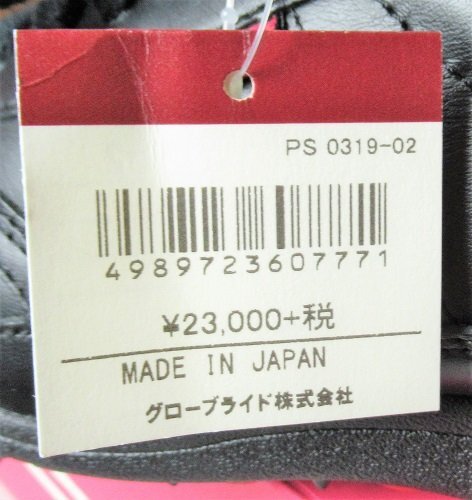 PS 0319-02
4989723607771
¥23,000+税
MADE IN JAPAN
グローブライド株式会社